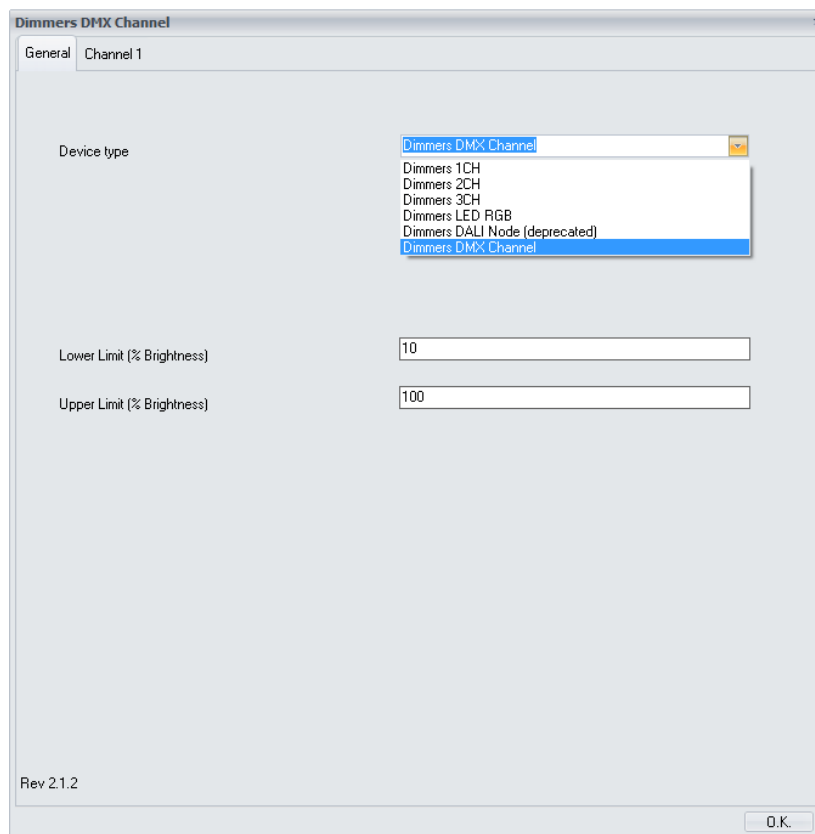 Dimmers DMX Channel
General Channel 1
Device type Dimmers DMX Channel
Dimmers 1CH
Dimmers 2CH
Dimmers 3CH
Dimmers LED RGB
Dimmers DALI Node (deprecated)
Dimmers DMX Channel
Lower Limit (% Brightness) 10
Upper Limit (% Brightness) 100
Rev 2.1.2
O.K.